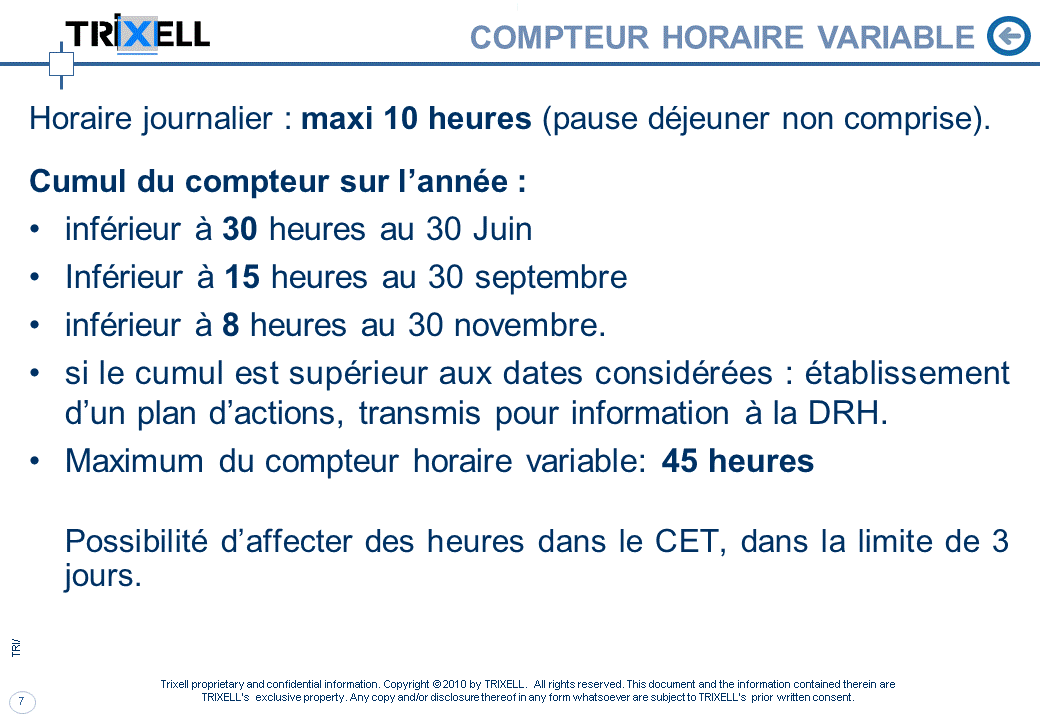 TRiXELL
COMPTEUR HORAIRE VARIABLE
Horaire journalier : maxi 10 heures (pause déjeuner non comprise).
Cumul du compteur sur l’année :
• inférieur à 30 heures au 30 Juin
• Inférieur à 15 heures au 30 septembre
• inférieur à 8 heures au 30 novembre.
• si le cumul est supérieur aux dates considérées : établissement
d’un plan d’actions, transmis pour information à la DRH.
• Maximum du compteur horaire variable: 45 heures
Possibilité d’affecter des heures dans le CET, dans la limite de 3
jours.
TRI/
Trixell proprietary and confidential information. Copyright © 2010 by TRIXELL. All rights reserved. This document and the information contained therein are
TRIXELL's exclusive property. Any copy and/or disclosure thereof in any form whatsoever are subject to TRIXELL's prior written consent.
7